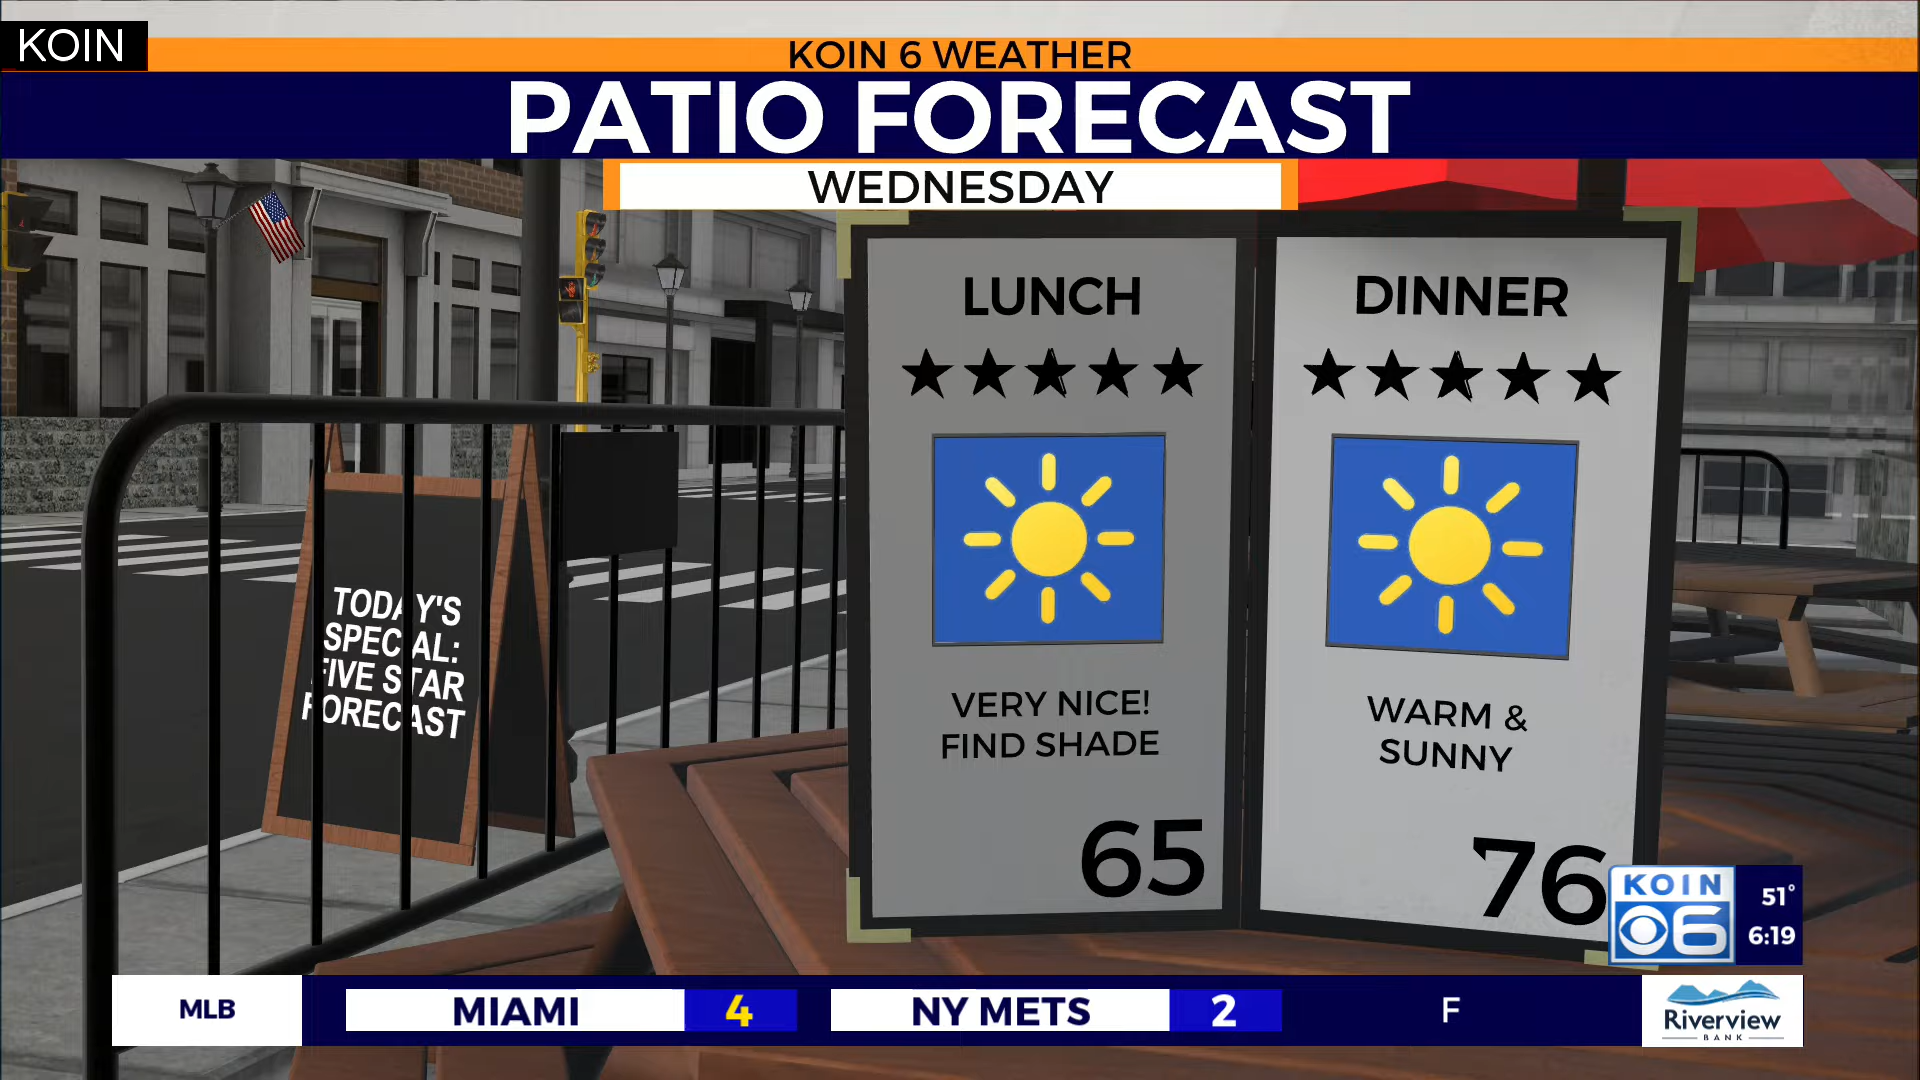 KOIN
KOIN 6 WEATHER
PATIO FORECAST
WEDNESDAY
TODAY'S
SPECIAL:
FIVE STAR
FORECAST
LUNCH
VERY NICE!
FIND SHADE
65
DINNER
WARM &
SUNNY
76
KOIN
6
51°
6:19
MLB
MIAMI 4 NY METS 2 F
Riverview
BANK